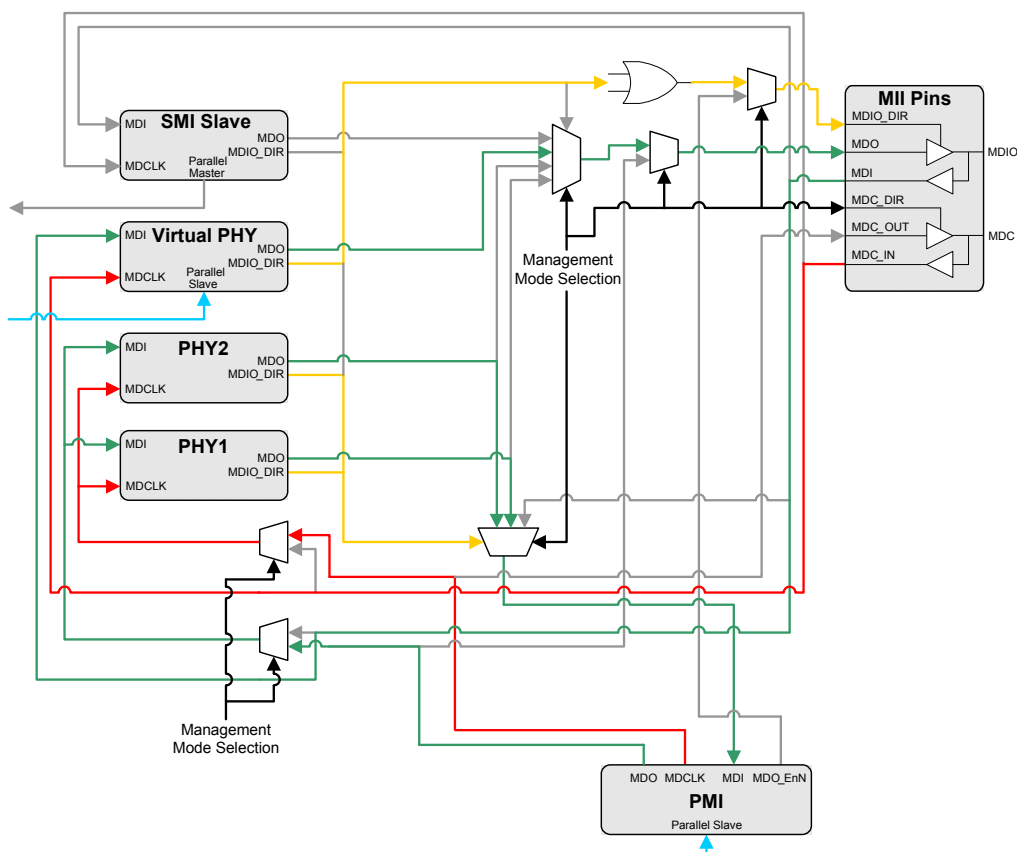 MII Pins
MDIO_DIR
MDO
MDIO
MDI
MDC_DIR
MDC_OUT
MDC
MDC_IN
SMI Slave
MDI
MDO
MDIO_DIR
MDCLK
Parallel
Master
Virtual PHY
MDI
MDO
MDIO_DIR
MDCLK
Parallel
Slave
Management
Mode Selection
PHY2
MDI
MDO
MDIO_DIR
MDCLK
PHY1
MDI
MDO
MDIO_DIR
MDCLK
Management
Mode Selection
MDO MDCLK MDI MDO_EnN
PMI
Parallel Slave